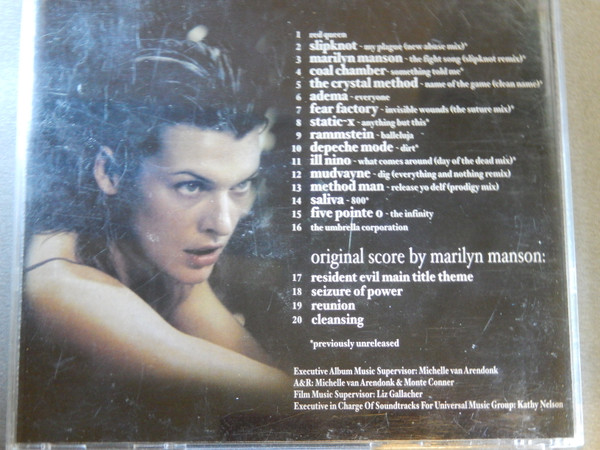 1 red queen
2 slipknot - my plague (new abuse mix)*
3 marilyn manson - the fight song (slipknot remix)*
4 coal chamber - something told me*
5 the crystal method - name of the game (clean name)*
6 adema - everyone
7 fear factory - invisible wounds (the suture mix)*
8 static-x - anything but this*
9 rammstein - halleluja
10 depeche mode - dirt*
11 ill nino - what comes around (day of the dead mix)*
12 mudvayne - dig (everything and nothing remix)
13 method man - release yo delf (prodigy mix)
14 saliva - 800*
15 five pointe o - the infinity
16 the umbrella corporation
original score by marilyn manson:
17 resident evil main title theme
18 seizure of power
19 reunion
20 cleansing
*previously unreleased
Executive Album Music Supervisor: Michelle van Arendonk
A&R: Michelle van Arendonk & Monte Conner
Film Music Supervisor: Liz Gallacher
Executive in Charge Of Soundtracks For Universal Music Group: Kathy Nelson